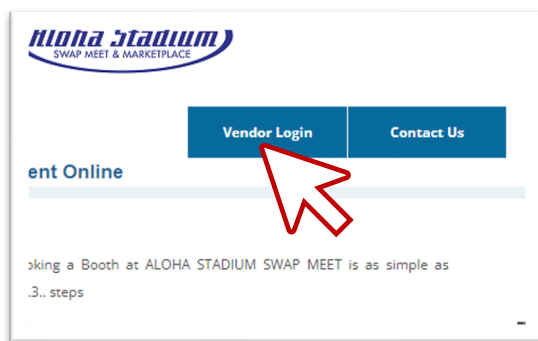 Aloha Stadium
SWAP MEET & MARKETPLACE
Vendor Login
Contact Us
ent Online
oking a Booth at ALOHA STADIUM SWAP MEET is as simple as
.3.. steps